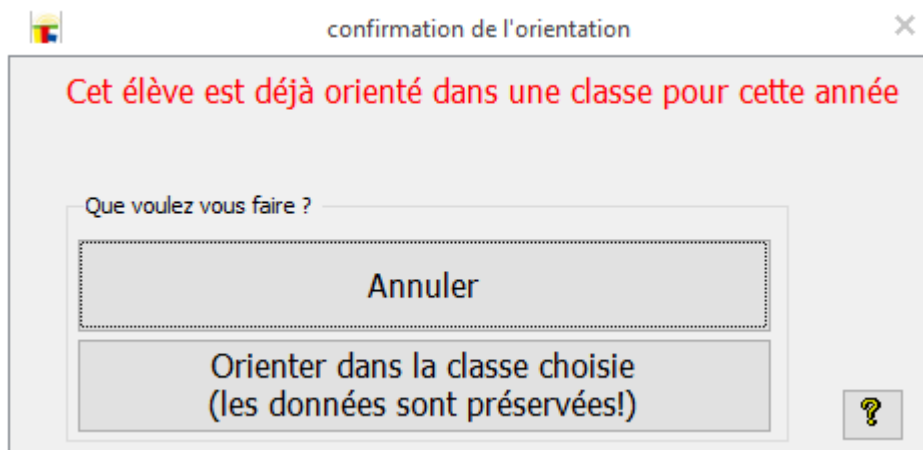 confirmation de l'orientation
Cet élève est déjà orienté dans une classe pour cette année
Que voulez vous faire ?
Annuler
Orienter dans la classe choisie
(les données sont préservées!)
?